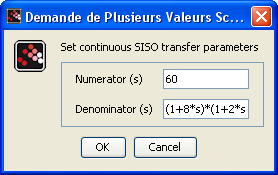 Demande de Plusieurs Valeurs Sc...
Set continuous SISO transfer parameters
Numerator (s) 60
Denominator (s) (1+8*s)*(1+2*s
OK Cancel